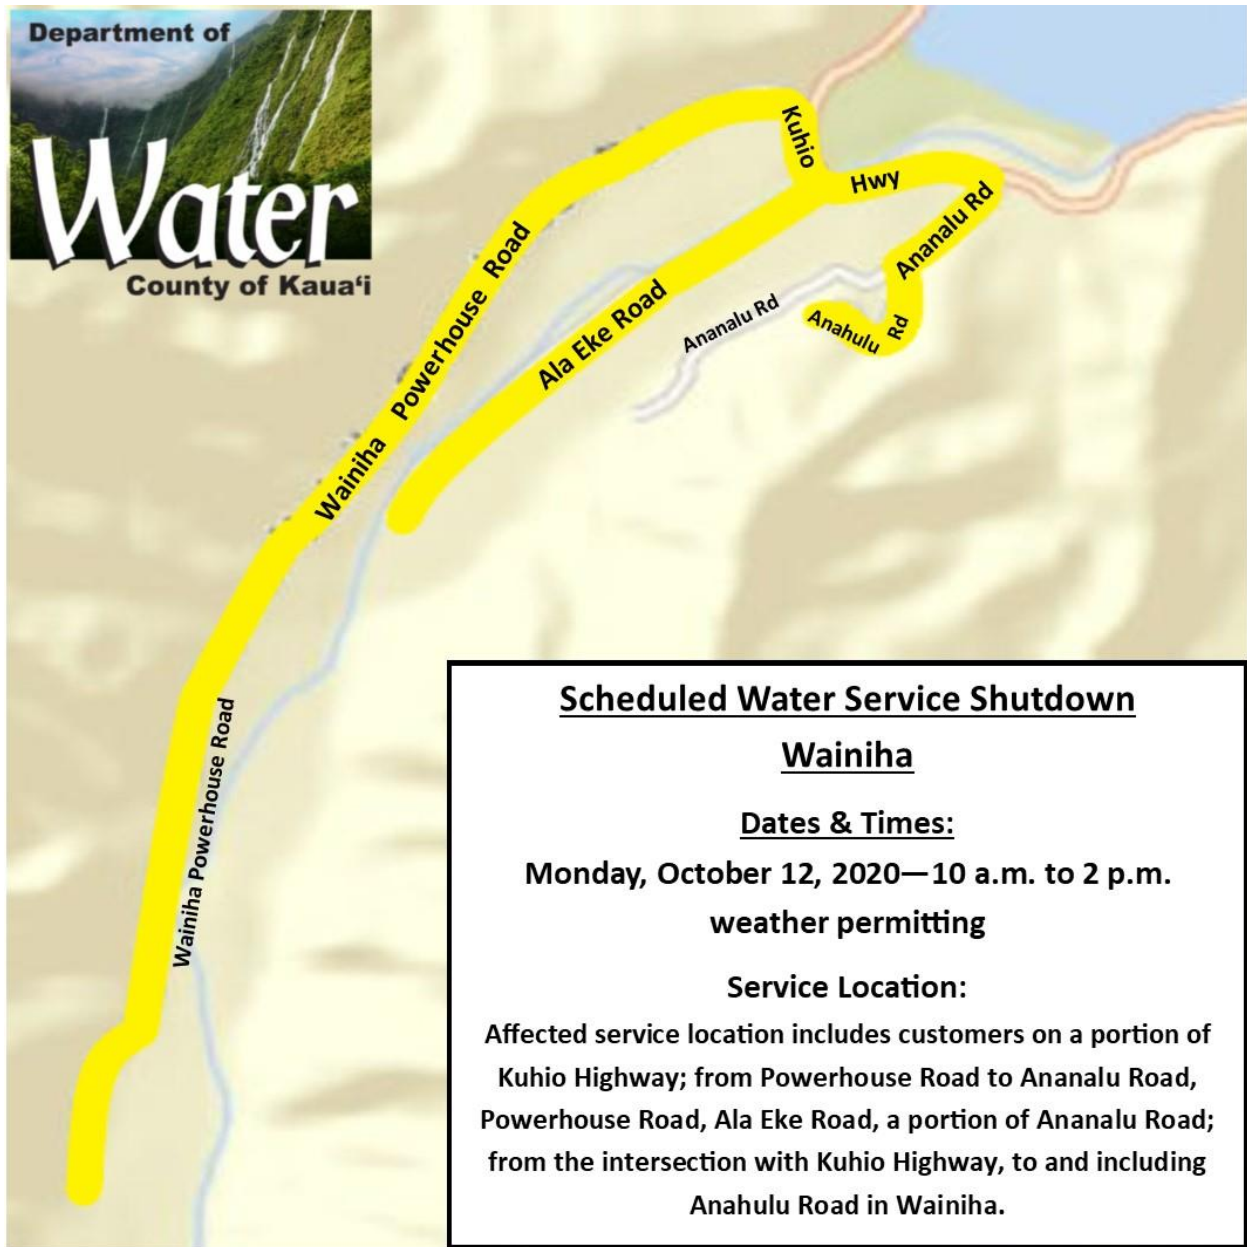 Department of
Water
County of Kaua‘i
Kuhio
Hwy
Ananalu Rd
Anahulu
Rd
Ananalu Rd
Ala Eke Road
Wainiha Powerhouse Road
Wainiha Powerhouse Road
Scheduled Water Service Shutdown
Wainiha
Dates & Times:
Monday, October 12, 2020—10 a.m. to 2 p.m.
weather permitting
Service Location:
Affected service location includes customers on a portion of
Kuhio Highway; from Powerhouse Road to Ananalu Road,
Powerhouse Road, Ala Eke Road, a portion of Ananalu Road;
from the intersection with Kuhio Highway, to and including
Anahulu Road in Wainiha.